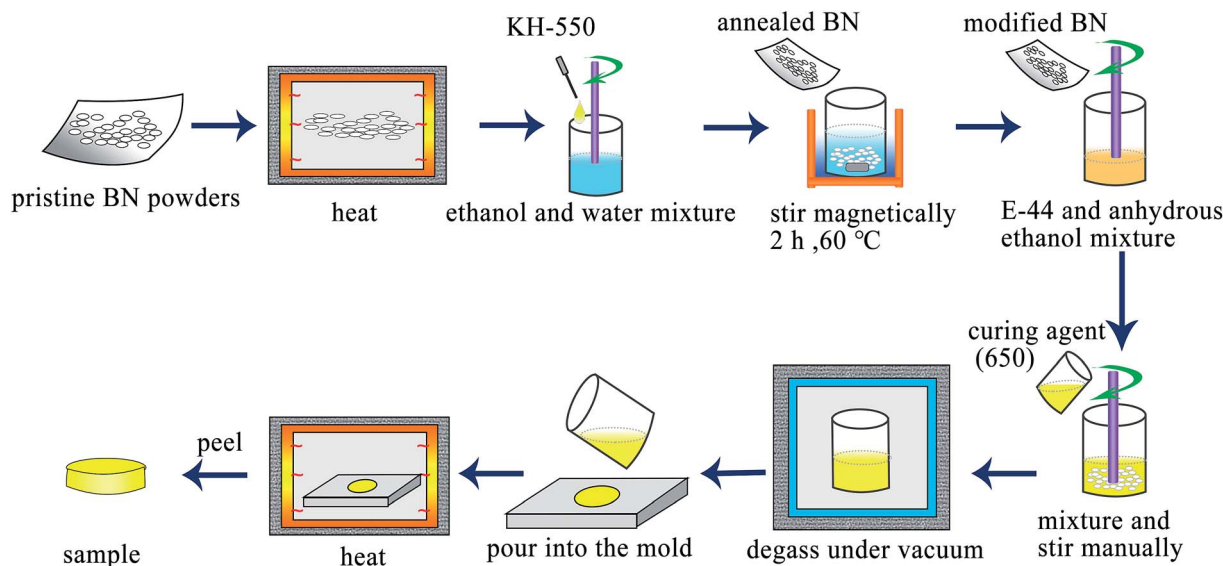 pristine BN powders
heat
KH-550
ethanol and water mixture
annealed BN
stir magnetically
2 h ,60 °C
modified BN
E-44 and anhydrous
ethanol mixture
curing agent
(650)
mixture and
stir manually
degass under vacuum
pour into the mold
heat
peel
sample